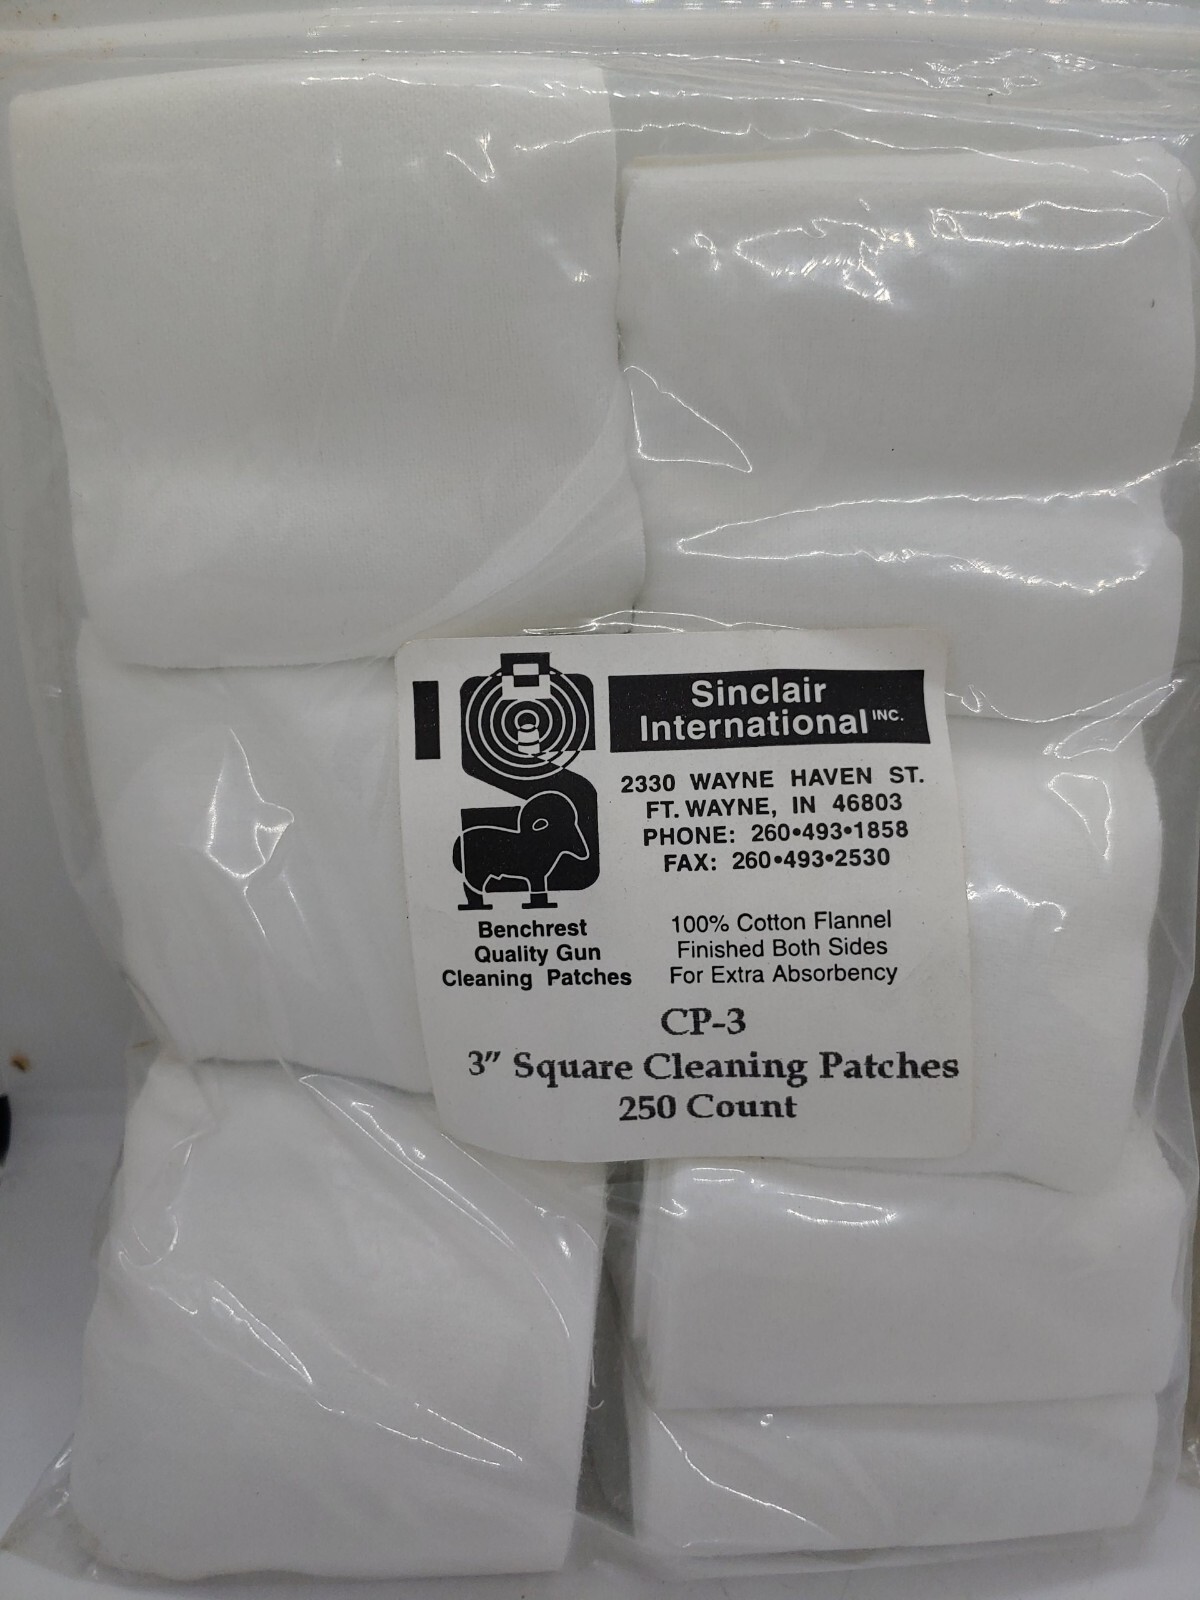 Sinclair
International INC.
2330 WAYNE HAVEN ST.
FT. WAYNE, IN 46803
PHONE: 260•493•1858
FAX: 260•493•2530
Benchrest
Quality Gun
Cleaning Patches
100% Cotton Flannel
Finished Both Sides
For Extra Absorbency
CP-3
3" Square Cleaning Patches
250 Count